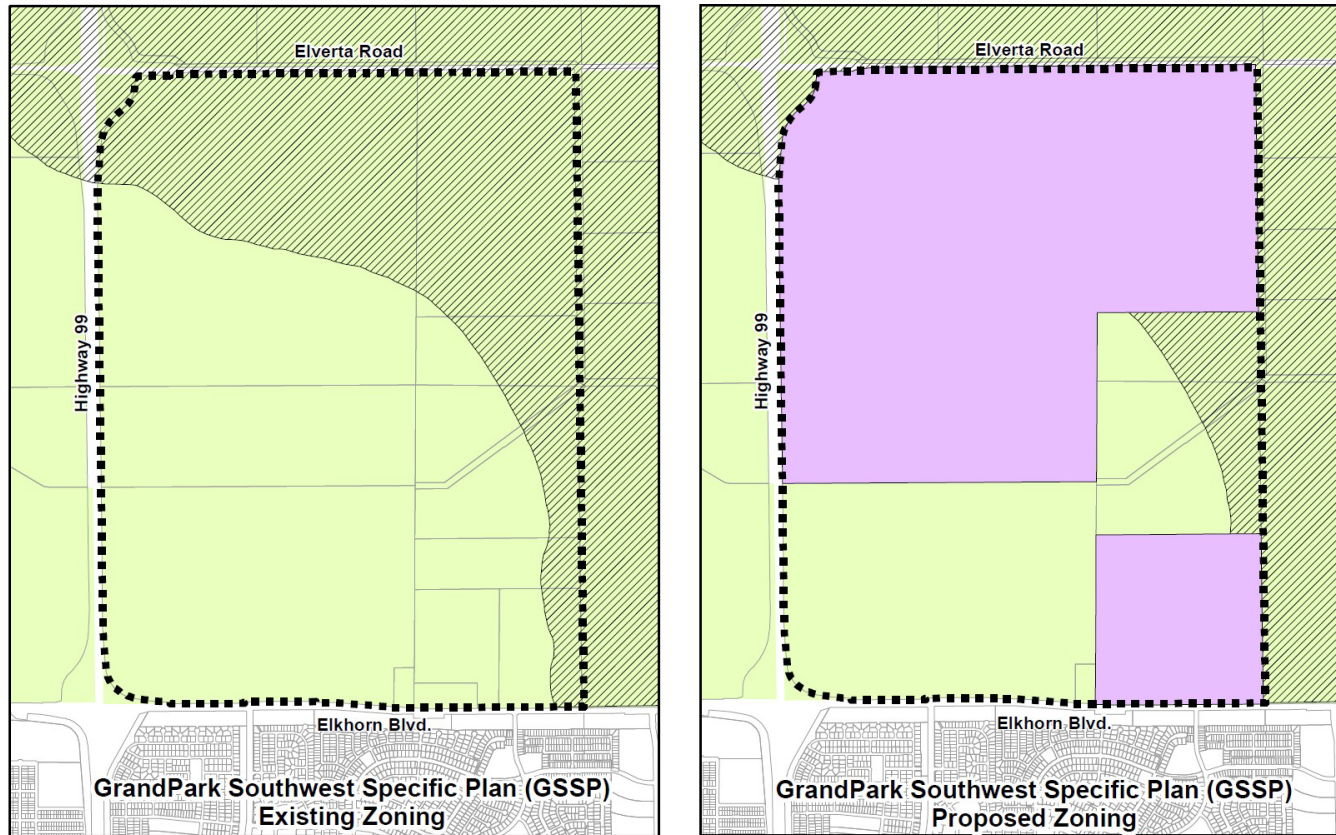 Elverta Road
Highway 99
Elkhorn Blvd.
GrandPark Southwest Specific Plan (GSSP)
Existing Zoning
Elverta Road
Highway 99
Elkhorn Blvd.
GrandPark Southwest Specific Plan (GSSP)
Proposed Zoning